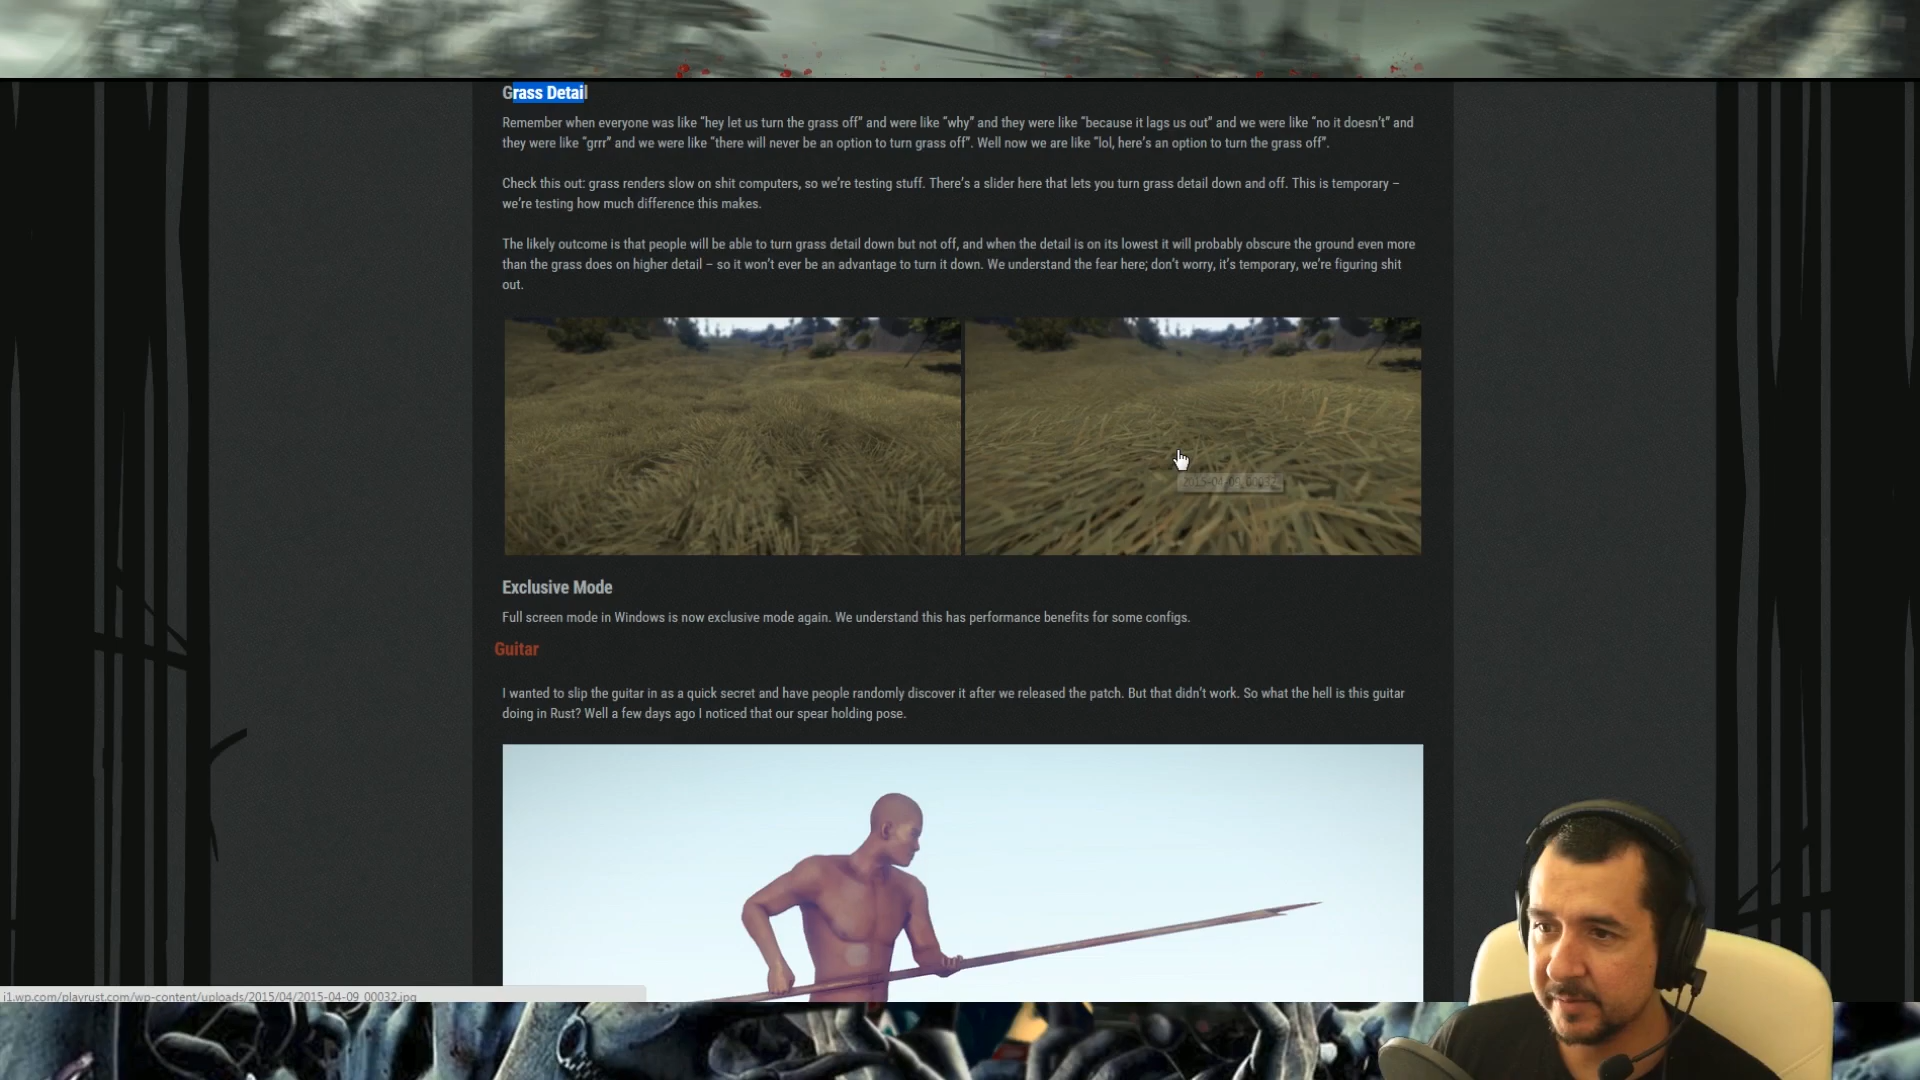 Grass Detail
Remember when everyone was like “hey let us turn the grass off” and were like “why” and they were like “because it lags us out” and we were like “no it doesn’t” and
they were like “grrr” and we were like “there will never be an option to turn grass off”. Well now we are like “lol, here’s an option to turn the grass off”.
Check this out: grass renders slow on shit computers, so we’re testing stuff. There’s a slider here that lets you turn grass detail down and off. This is temporary –
we’re testing how much difference this makes.
The likely outcome is that people will be able to turn grass detail down but not off, and when the detail is on its lowest it will probably obscure the ground even more
than the grass does on higher detail – so it won’t ever be an advantage to turn it down. We understand the fear here; don’t worry, it’s temporary, we’re figuring shit
out.
2015-04-09_00032
Exclusive Mode
Full screen mode in Windows is now exclusive mode again. We understand this has performance benefits for some configs.
Guitar
I wanted to slip the guitar in as a quick secret and have people randomly discover it after we released the patch. But that didn’t work. So what the hell is this guitar
doing in Rust? Well a few days ago I noticed that our spear holding pose.
i1.wp.com/playrust.com/wp-content/uploads/2015/04/2015-04-09_00032.jpg